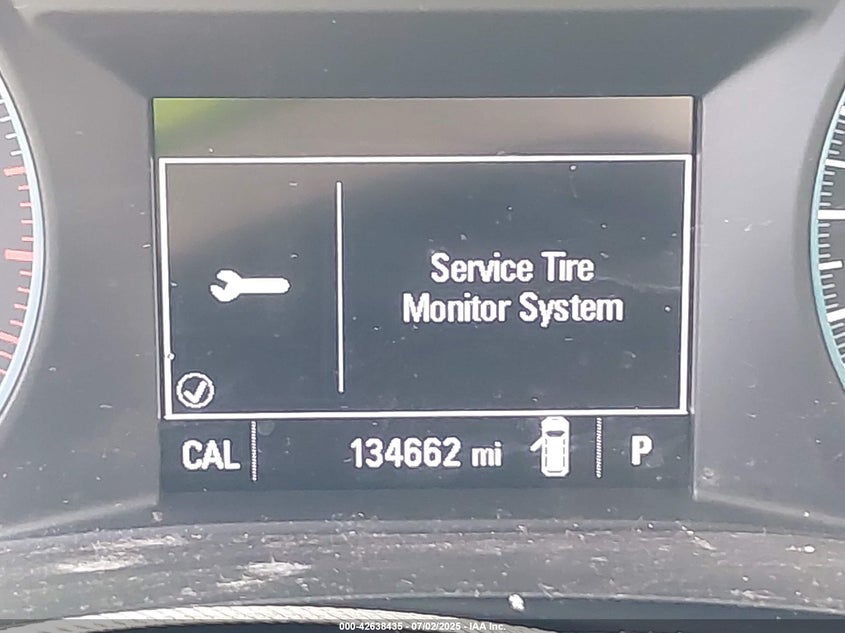 Service Tire
Monitor System
CAL 134662 mi P
000-42638435 - 07/02/2025 - IAA Inc.